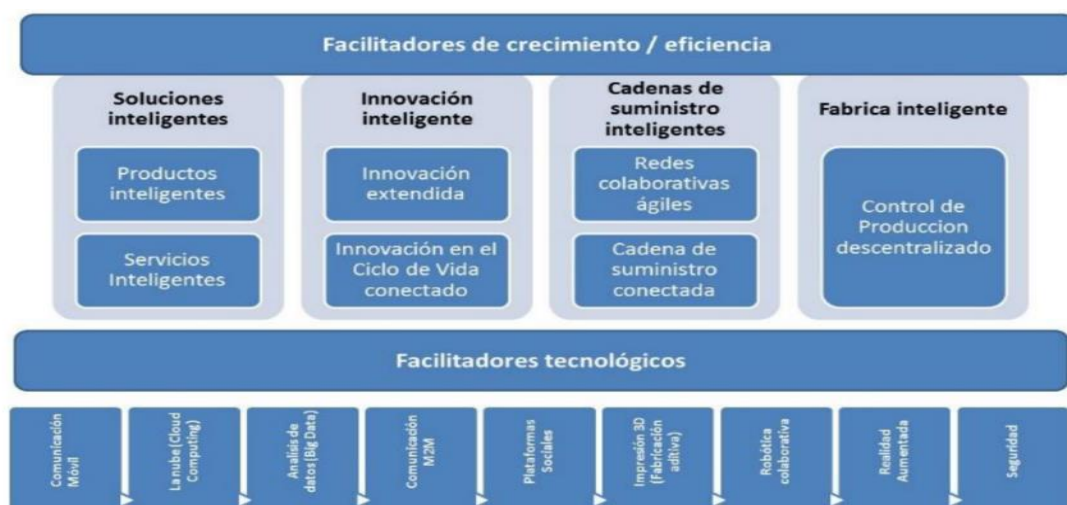 Facilitadores de crecimiento / eficiencia
Soluciones
inteligentes
Productos
inteligentes
Servicios
Inteligentes
Innovación
inteligente
Innovación
extendida
Innovación en el
Ciclo de Vida
conectado
Cadenas de
suministro
inteligentes
Redes
colaborativas
ágiles
Cadena de
suministro
conectada
Fabrica inteligente
Control de
Produccion
descentralizado
Facilitadores tecnológicos
Comunicación
Móvil
La nube (Cloud
Computing)
Analisis de
datos (Big Data)
Comunicación
M2M
Plataformas
Sociales
Impresión 3D
(Fabricación
aditiva)
Robótica
colaborativa
Realidad
Aumentada
Seguridad